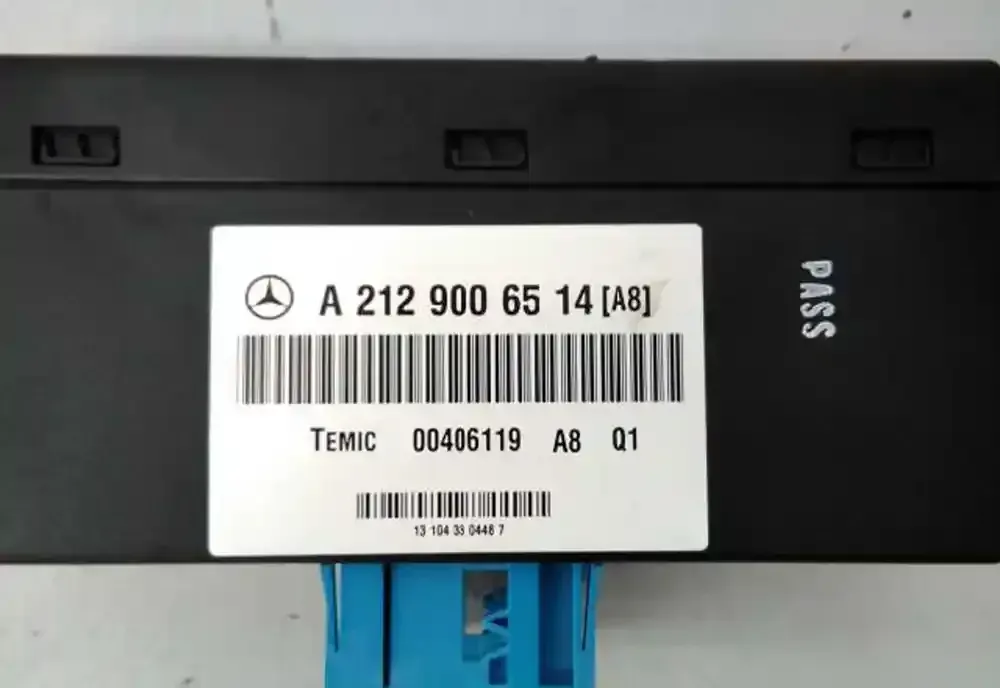 A 212 900 65 14 [A8]
TEMIC 00406119 A8 Q1
13 104 33 0448 7
PASS